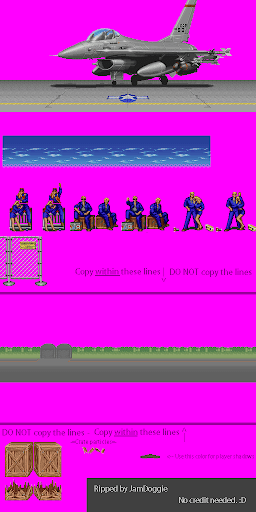 Copy within these lines
DO NOT copy the lines
DO NOT copy the lines
Copy within these lines
Ripped by JamDoggie
No credit needed. :D